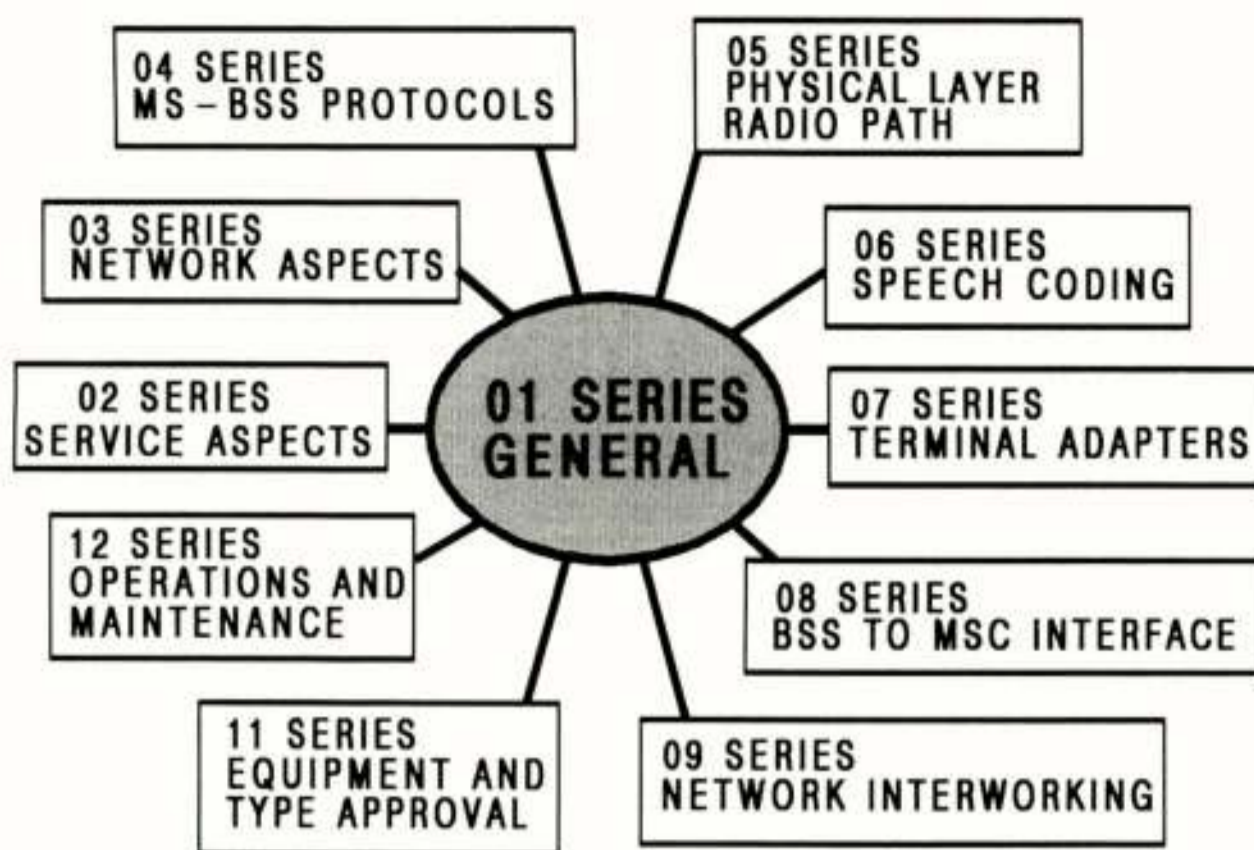 04 SERIES
MS-BSS PROTOCOLS
05 SERIES
PHYSICAL LAYER
RADIO PATH
03 SERIES
NETWORK ASPECTS
06 SERIES
SPEECH CODING
01 SERIES
GENERAL
02 SERIES
SERVICE ASPECTS
07 SERIES
TERMINAL ADAPTERS
12 SERIES
OPERATIONS AND
MAINTENANCE
08 SERIES
BSS TO MSC INTERFACE
11 SERIES
EQUIPMENT AND
TYPE APPROVAL
09 SERIES
NETWORK INTERWORKING